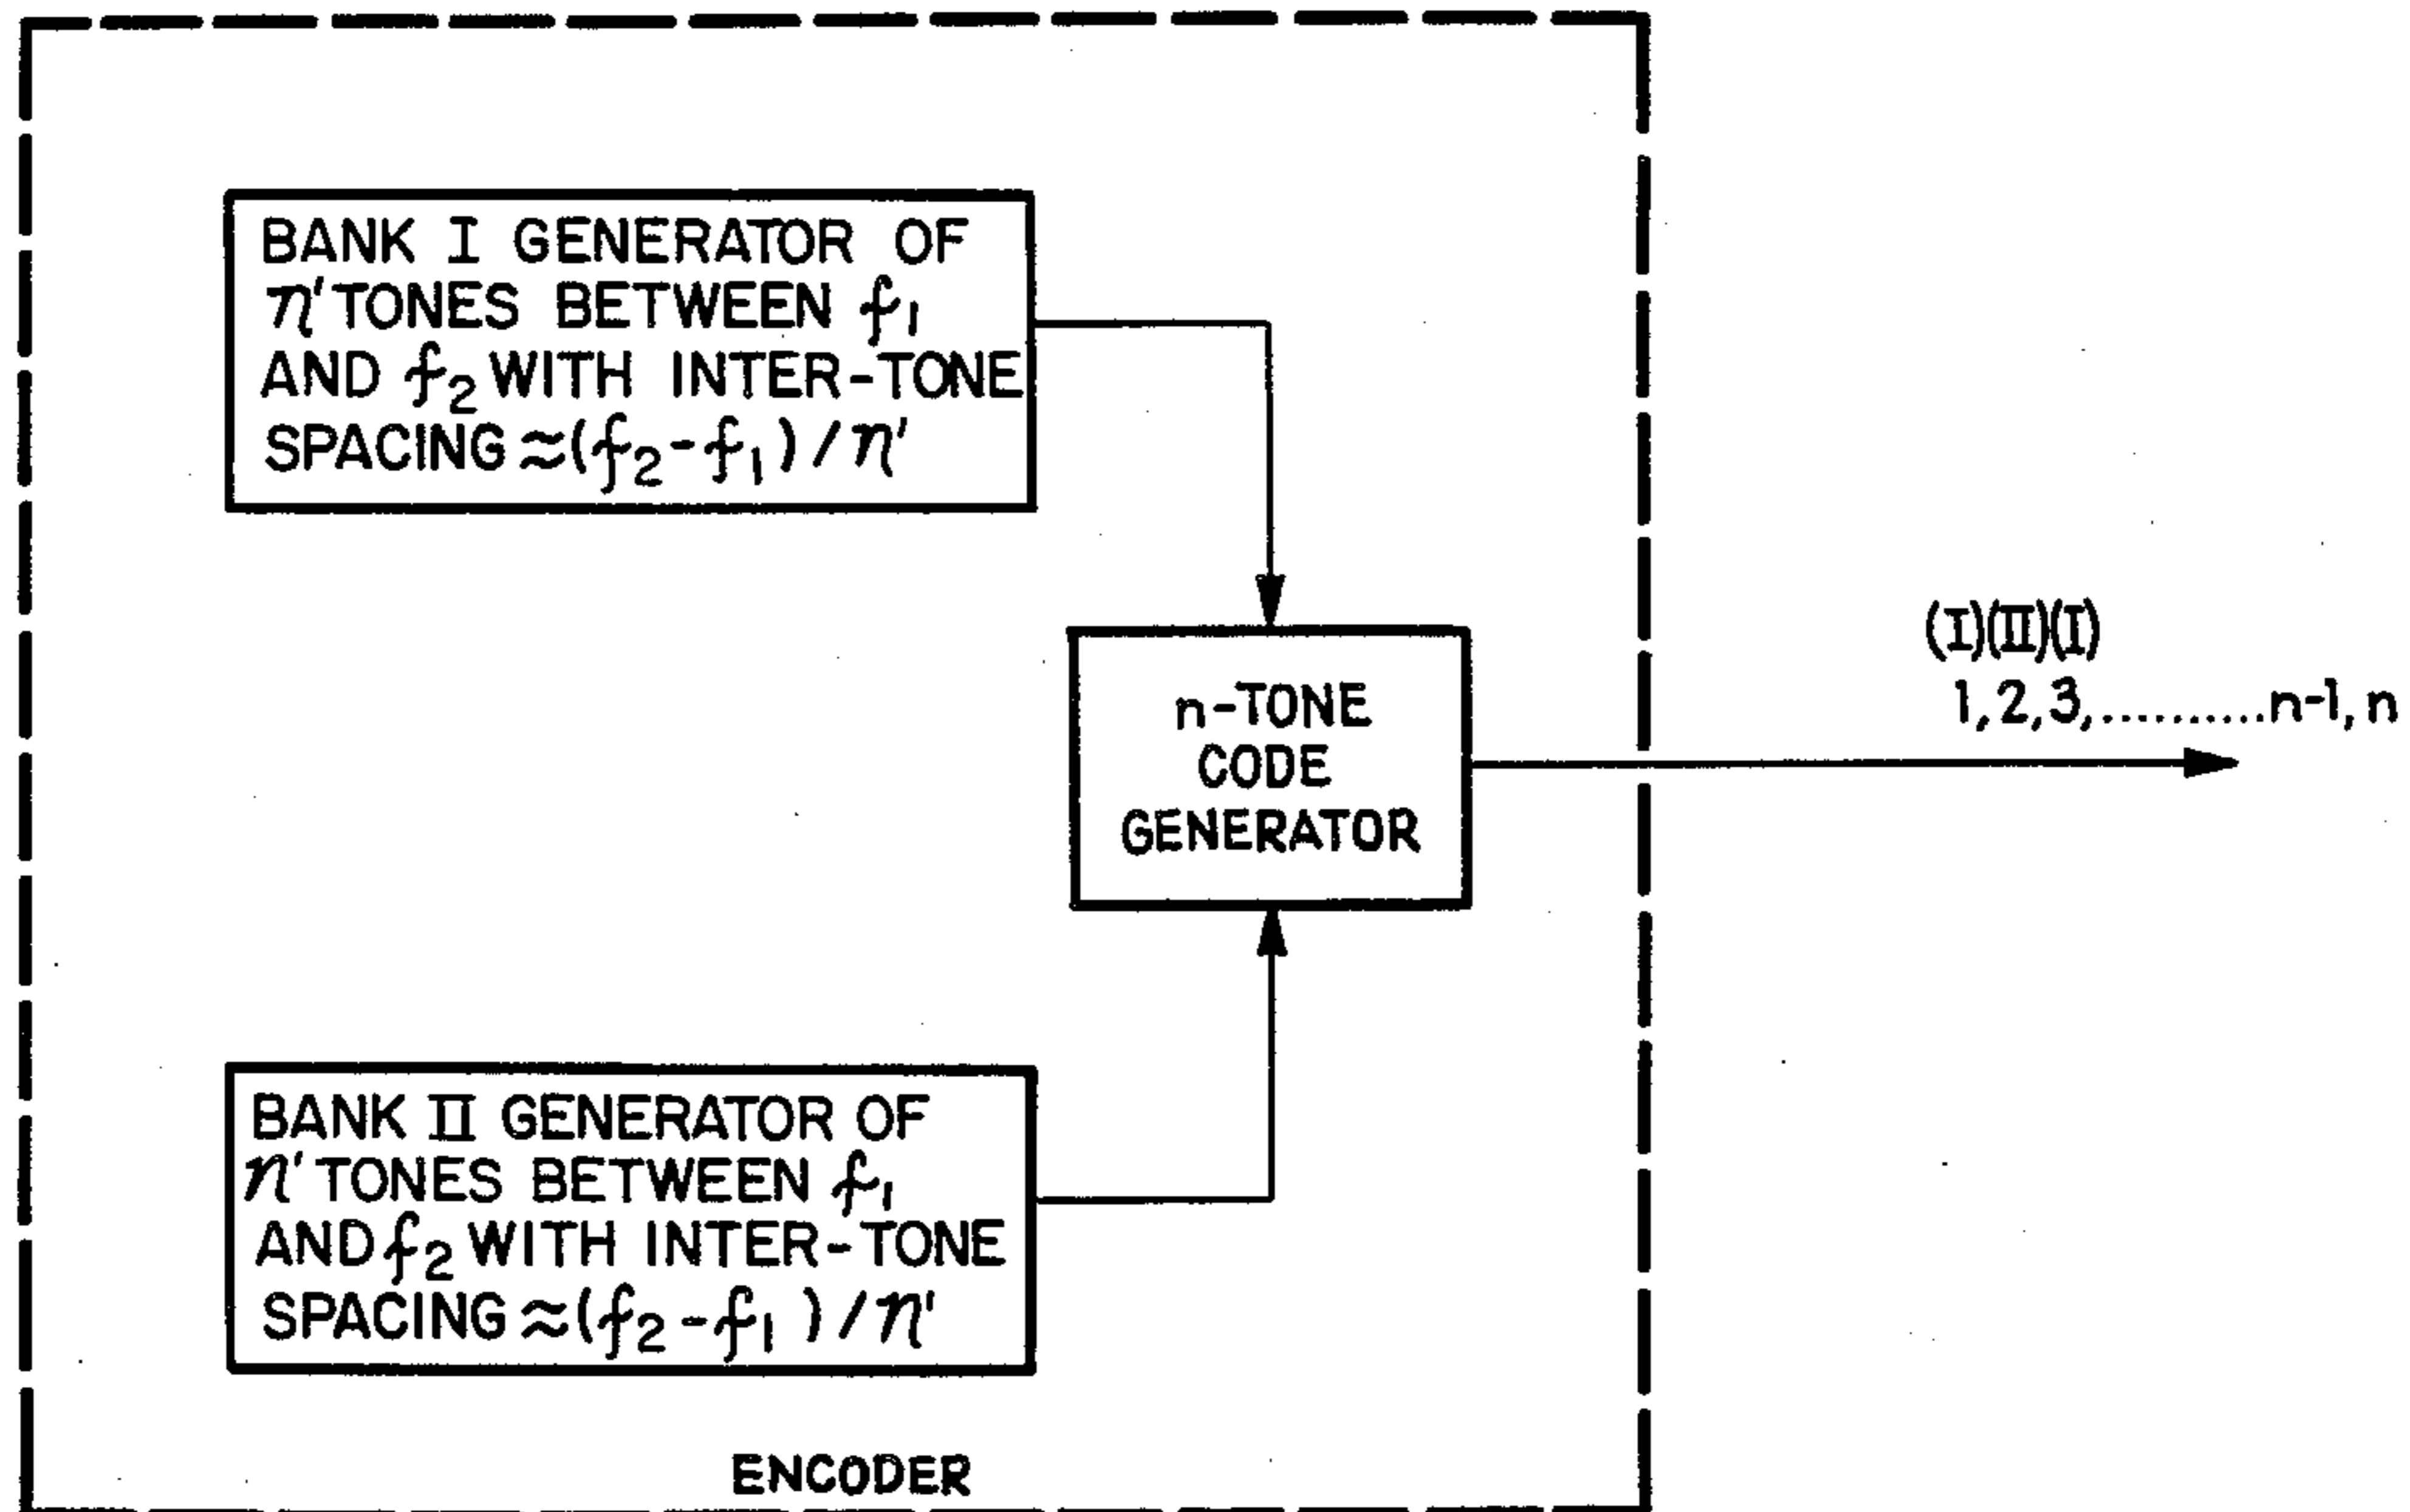 BANK I GENERATOR OF
n' TONES BETWEEN f₁
AND f₂ WITH INTER-TONE
SPACING ≈(f₂-f₁)/n'
(I)(II)(I)
1,2,3,..........n-1,n
n-TONE
CODE
GENERATOR
BANK II GENERATOR OF
n' TONES BETWEEN f₁
AND f₂ WITH INTER-TONE
SPACING ≈(f₂-f₁)/n'
ENCODER